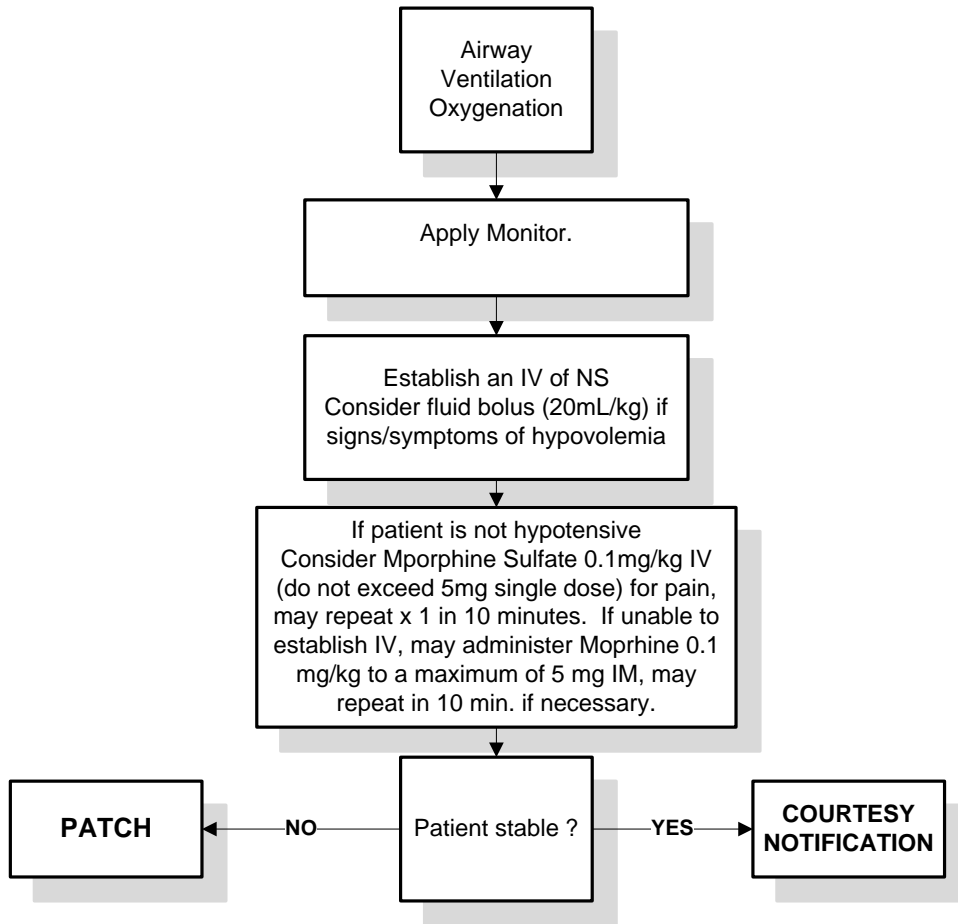 Airway
Ventilation
Oxygenation
Apply Monitor.
Establish an IV of NS
Consider fluid bolus (20mL/kg) if
signs/symptoms of hypovolemia
If patient is not hypotensive
Consider Mporphine Sulfate 0.1mg/kg IV
(do not exceed 5mg single dose) for pain,
may repeat x 1 in 10 minutes.  If unable to
establish IV, may administer Moprhine 0.1
mg/kg to a maximum of 5 mg IM, may
repeat in 10 min. if necessary.
PATCH
NO
Patient stable ?
YES
COURTESY
NOTIFICATION